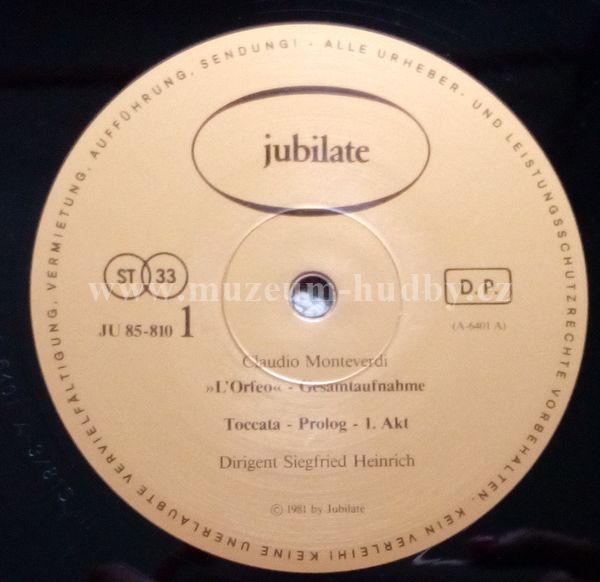 ALLE URHEBER- UND LEISTUNGSSCHUTZRECHTE VORBEHALTEN. KEIN VERLEIH! KEINE UNERLAUBTE VERVIELFÄLTIGUNG, VERMIETUNG, AUFFÜHRUNG, SENDUNG! -
jubilate
ST 33
D.P.
www.muzeum-hudby.cz
JU 85-810 1
(A-6401 A)
Claudio Monteverdi
»L'Orfeo« - Gesamtaufnahme
Toccata - Prolog - 1. Akt
Dirigent Siegfried Heinrich
© 1981 by Jubilate